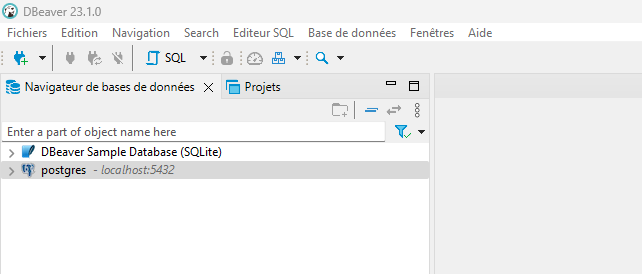 DBeaver 23.1.0
Fichiers Edition Navigation Search Editeur SQL Base de données Fenêtres Aide
SQL
Navigateur de bases de données Projets
Enter a part of object name here
DBeaver Sample Database (SQLite)
postgres - localhost:5432